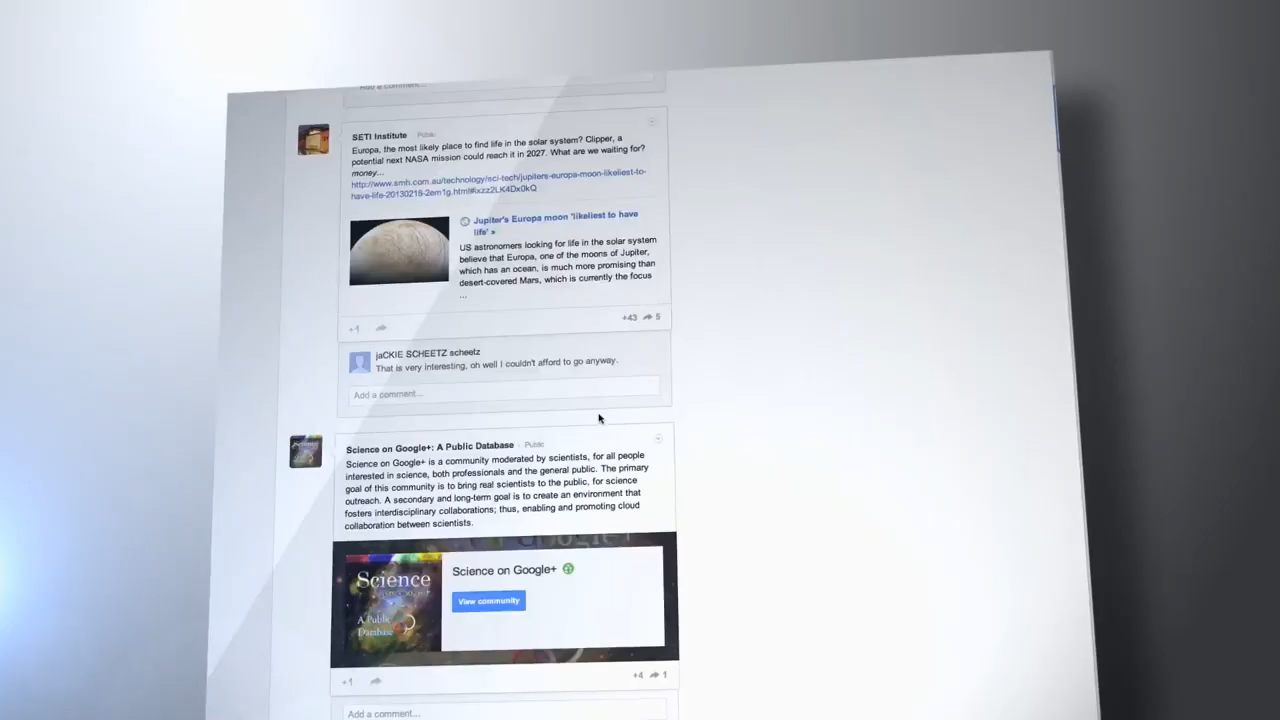 Add a comment...
SETI Institute Public
Europa, the most likely place to find life in the solar system? Clipper, a
potential next NASA mission could reach it in 2027. What are we waiting for?
money...
http://www.smh.com.au/technology/sci-tech/jupiters-europa-moon-likeliest-to-
have-life-20130218-2em1g.html#ixzz2LK4Dx0kQ
Jupiter's Europa moon 'likeliest to have
life' »
US astronomers looking for life in the solar system
believe that Europa, one of the moons of Jupiter,
which has an ocean, is much more promising than
desert-covered Mars, which is currently the focus
...
+1
+43 5
jaCKIE SCHEETZ scheetz
That is very interesting, oh well I couldn't afford to go anyway.
Add a comment...
Science on Google+: A Public Database - Public
Science on Google+ is a community moderated by scientists, for all people
interested in science, both professionals and the general public. The primary
goal of this community is to bring real scientists to the public, for science
outreach. A secondary and long-term goal is to create an environment that
fosters interdisciplinary collaborations; thus, enabling and promoting cloud
collaboration between scientists.
Science
A Public
Database
Science on Google+
View community
+1
+4 1
Add a comment...